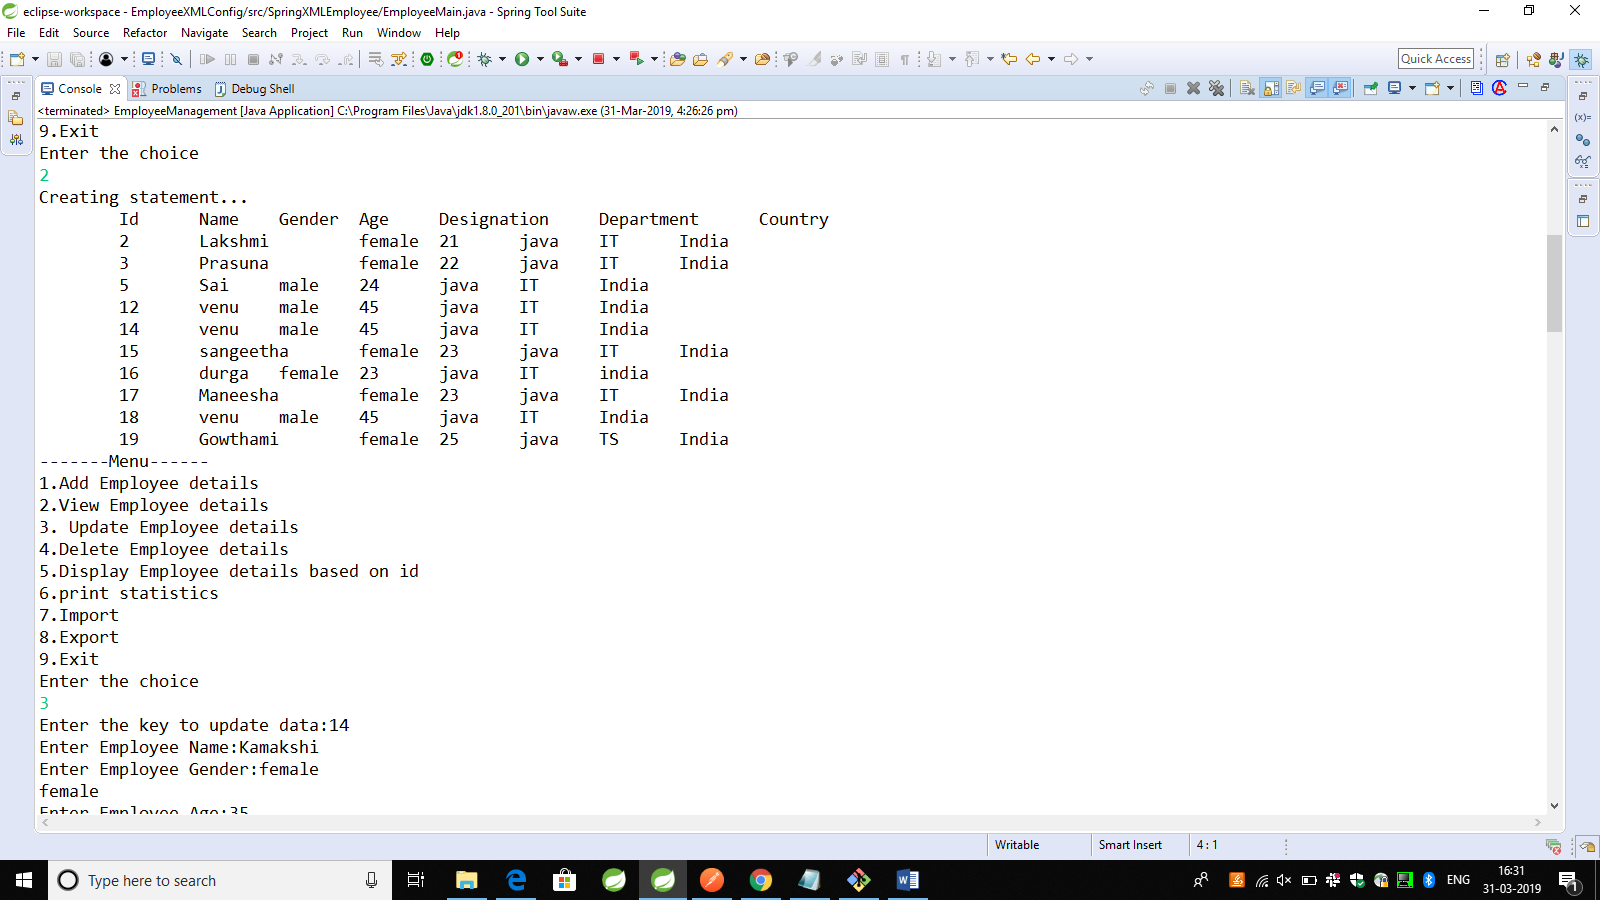 eclipse-workspace - EmployeeXMLConfig/src/SpringXMLEmployee/EmployeeMain.java - Spring Tool Suite
File Edit Source Refactor Navigate Search Project Run Window Help
Quick Access
Console Problems Debug Shell
<terminated> EmployeeManagement [Java Application] C:\Program Files\Java\jdk1.8.0_201\bin\javaw.exe (31-Mar-2019, 4:26:26 pm)
9.Exit
Enter the choice
2
Creating statement...
Id Name Gender Age Designation Department Country
2 Lakshmi female 21 java IT India
3 Prasuna female 22 java IT India
5 Sai male 24 java IT India
12 venu male 45 java IT India
14 venu male 45 java IT India
15 sangeetha female 23 java IT India
16 durga female 23 java IT india
17 Maneesha female 23 java IT India
18 venu male 45 java IT India
19 Gowthami female 25 java TS India
-------Menu------
1.Add Employee details
2.View Employee details
3. Update Employee details
4.Delete Employee details
5.Display Employee details based on id
6.print statistics
7.Import
8.Export
9.Exit
Enter the choice
3
Enter the key to update data:14
Enter Employee Name:Kamakshi
Enter Employee Gender:female
female
Enter Employee Age:35
Writable Smart Insert 4 : 1
Type here to search
ENG
16:31
31-03-2019
1